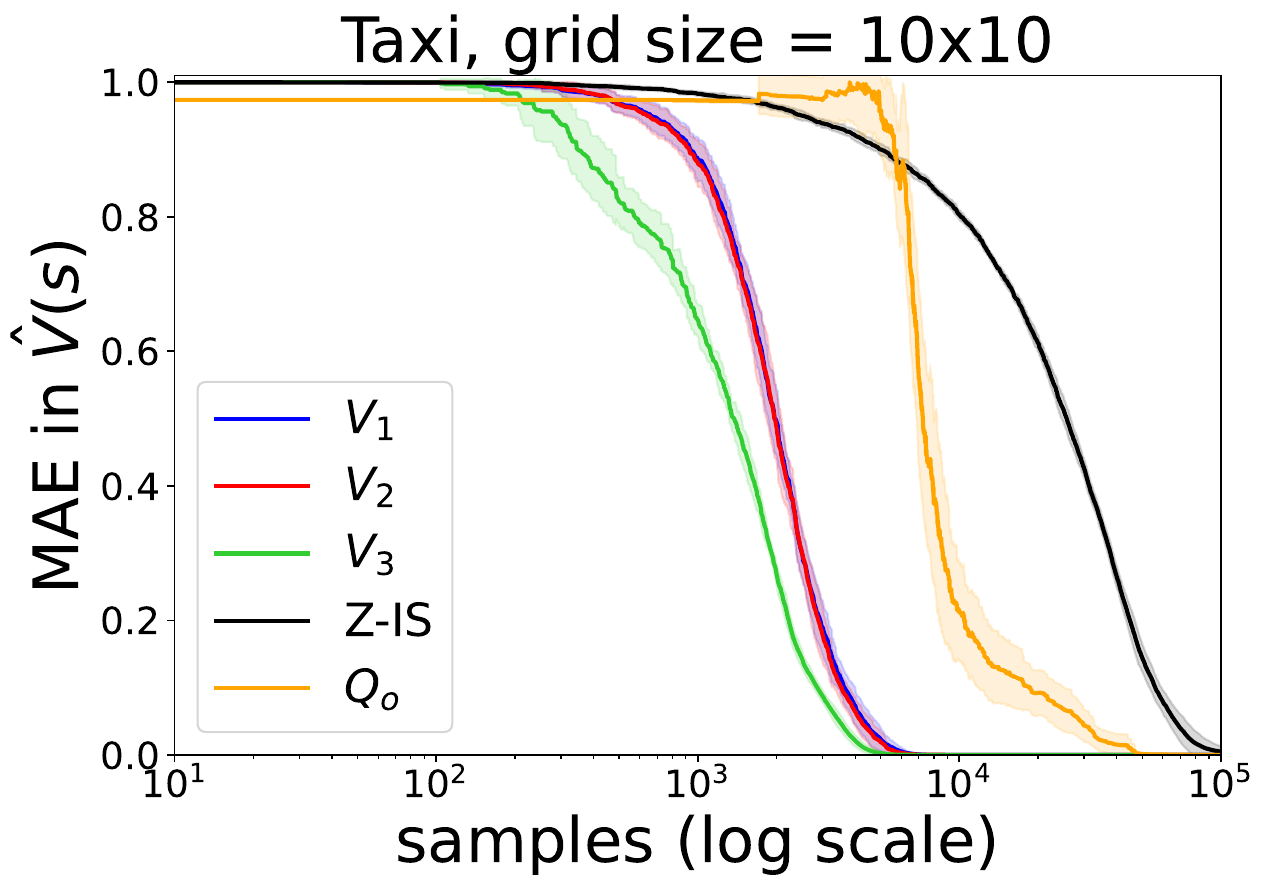 Taxi, grid size = 10x10
1.0
0.8
0.6
0.4
0.2
0.0
MAE in V̂(s)
V₁
V₂
V₃
Z-IS
Qₒ
10¹
10²
10³
10⁴
10⁵
samples (log scale)